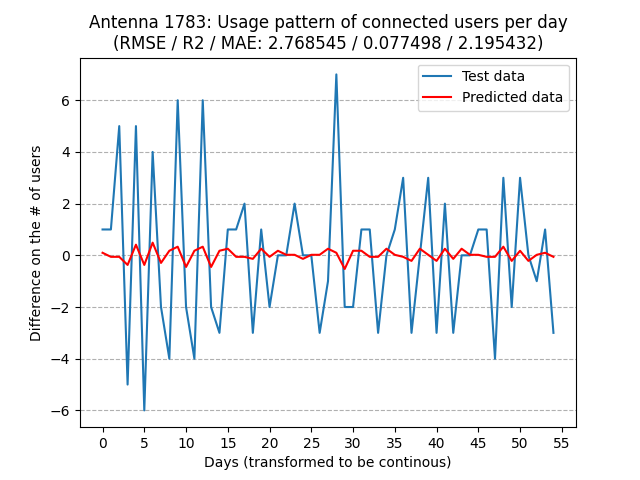 Antenna 1783: Usage pattern of connected users per day
(RMSE / R2 / MAE: 2.768545 / 0.077498 / 2.195432)
Test data
Predicted data
6
4
2
0
−2
−4
−6
Difference on the # of users
0 5 10 15 20 25 30 35 40 45 50 55
Days (transformed to be continous)